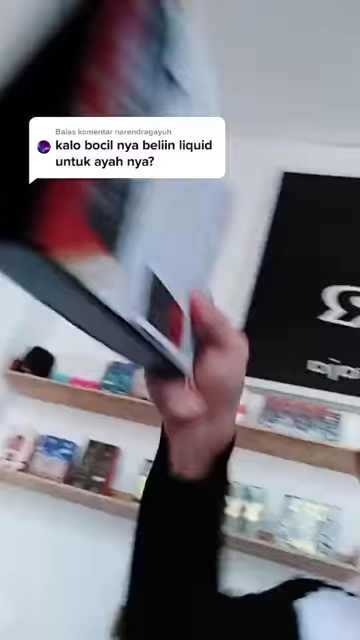 Balas komentar narendragayuh
kalo bocil nya beliin liquid
untuk ayah nya?